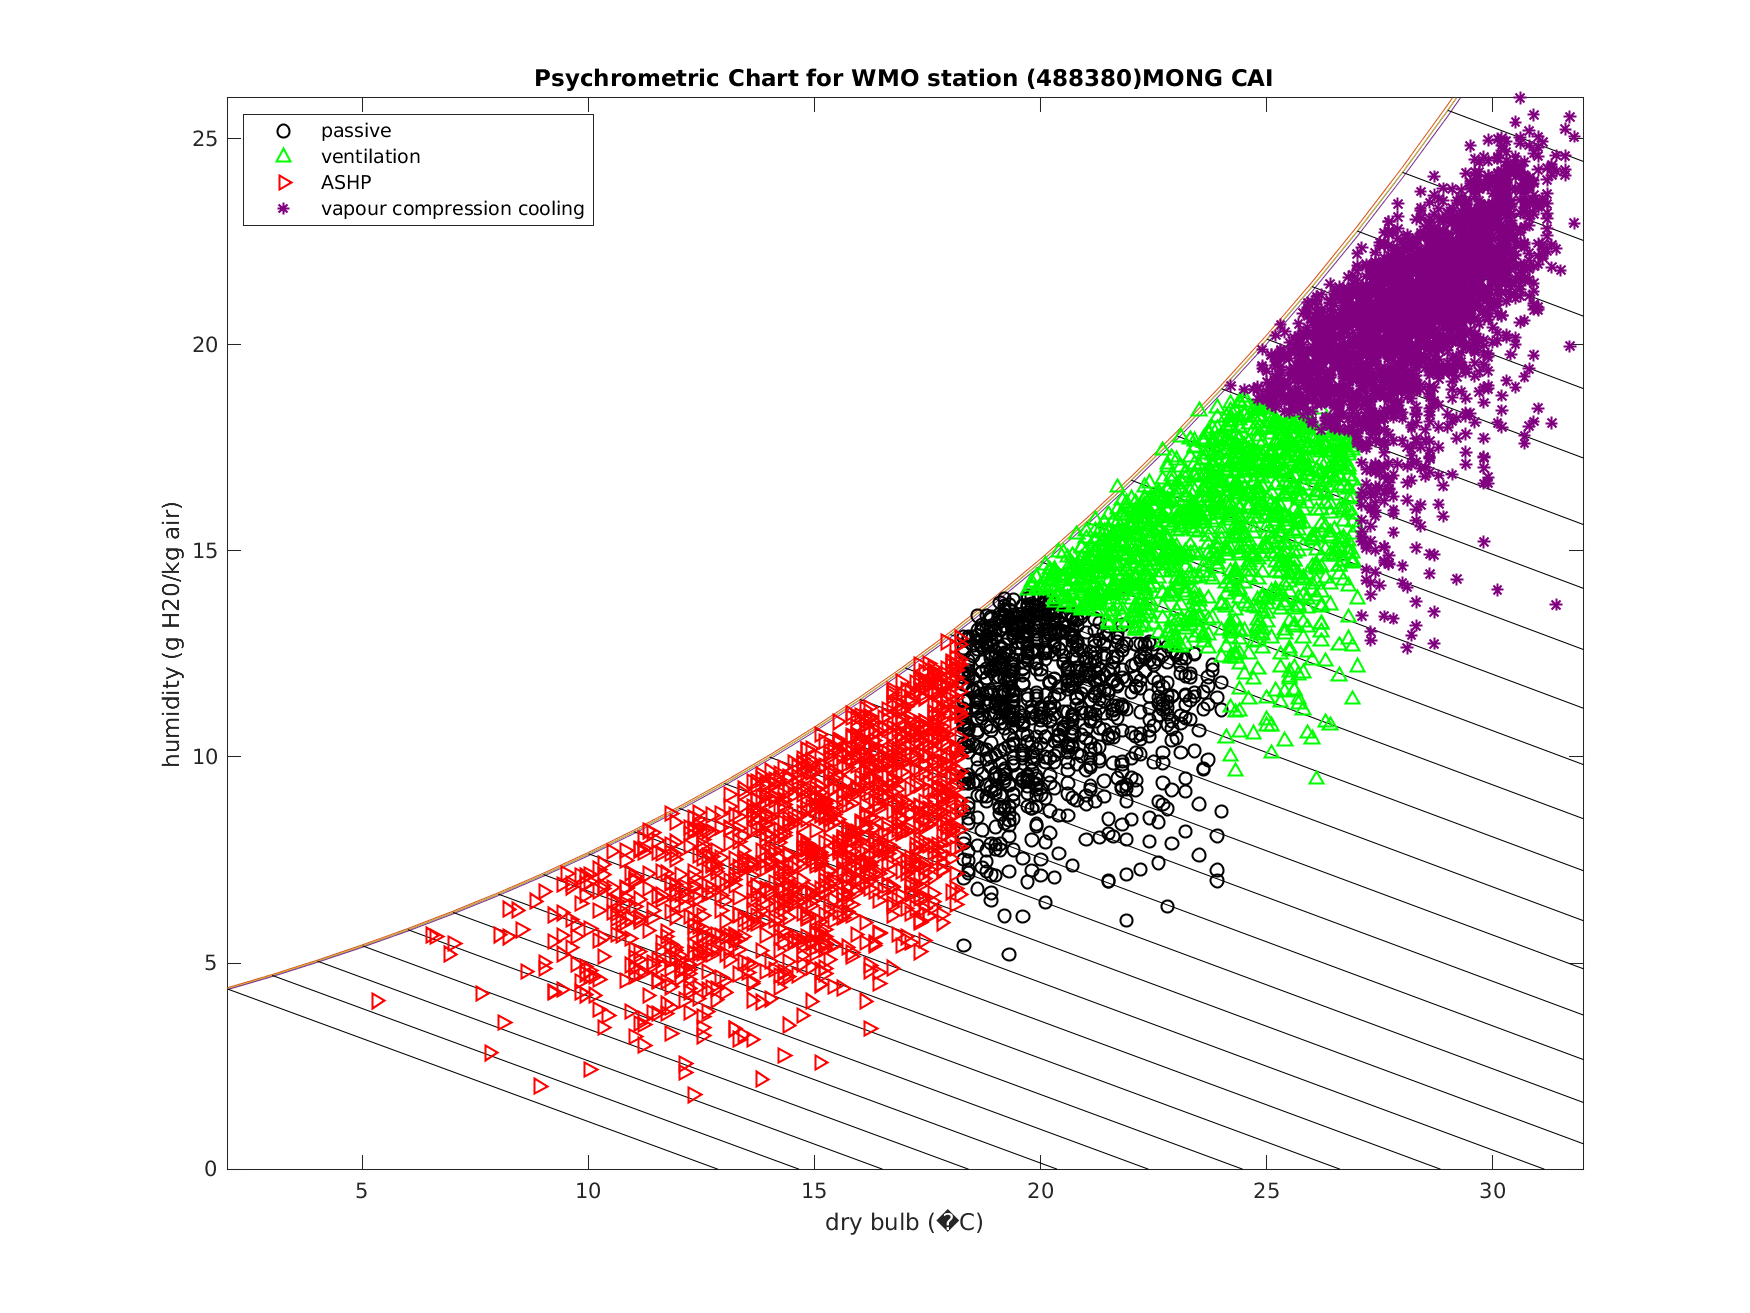 Psychrometric Chart for WMO station (488380)MONG CAI
passive
ventilation
ASHP
vapour compression cooling
humidity (g H20/kg air)
25
20
15
10
5
0
5 10 15 20 25 30
dry bulb (�C)